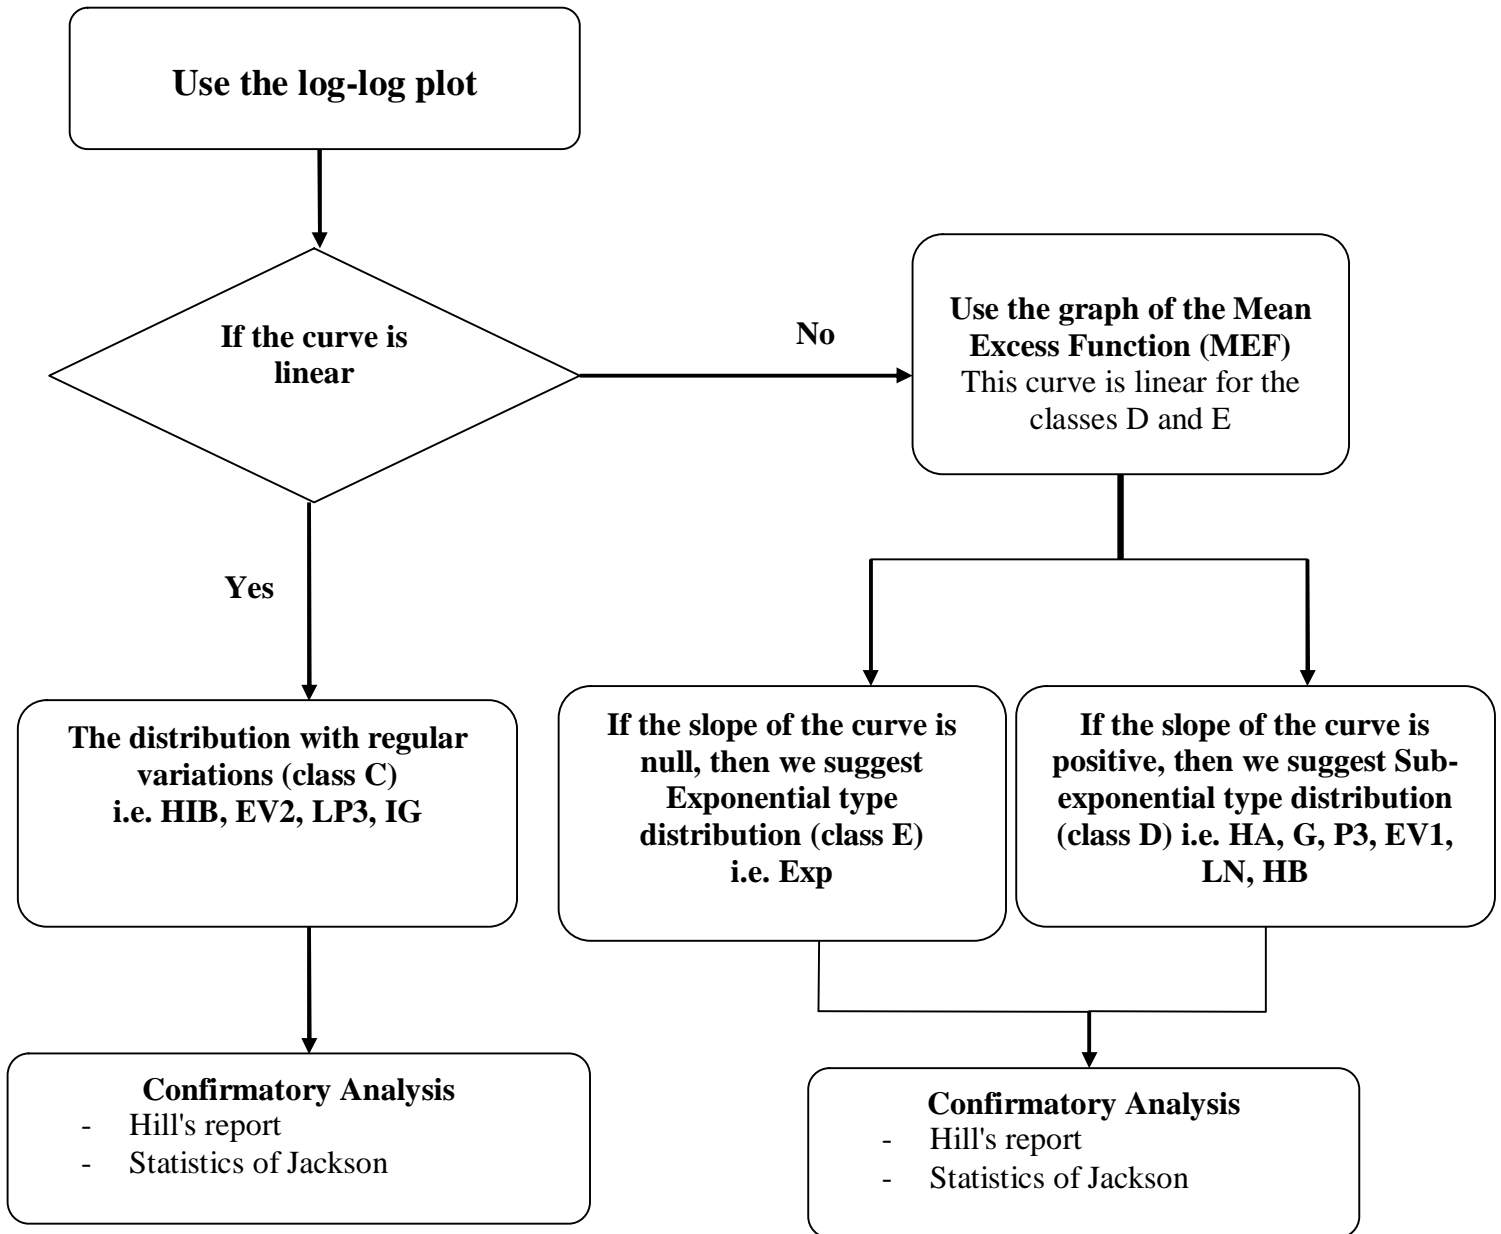 Use the log-log plot
If the curve is
linear
No
Use the graph of the Mean
Excess Function (MEF)
This curve is linear for the
classes D and E
Yes
The distribution with regular
variations (class C)
i.e. HIB, EV2, LP3, IG
If the slope of the curve is
null, then we suggest
Exponential type
distribution (class E)
i.e. Exp
If the slope of the curve is
positive, then we suggest Sub-
exponential type distribution
(class D) i.e. HA, G, P3, EV1,
LN, HB
Confirmatory Analysis
- Hill's report
- Statistics of Jackson
Confirmatory Analysis
- Hill's report
- Statistics of Jackson